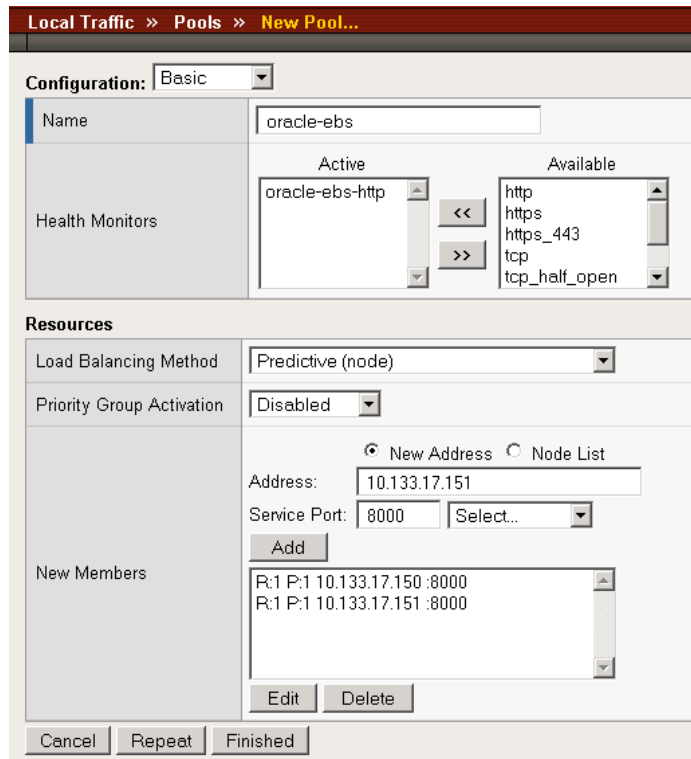 Local Traffic » Pools » New Pool...
Configuration: Basic
Name oracle-ebs
Health Monitors
Active
oracle-ebs-http
<<
>>
Available
http
https
https_443
tcp
tcp_half_open
Resources
Load Balancing Method Predictive (node)
Priority Group Activation Disabled
New Members
New Address Node List
Address: 10.133.17.151
Service Port: 8000 Select...
Add
R:1 P:1 10.133.17.150 :8000
R:1 P:1 10.133.17.151 :8000
Edit Delete
Cancel Repeat Finished